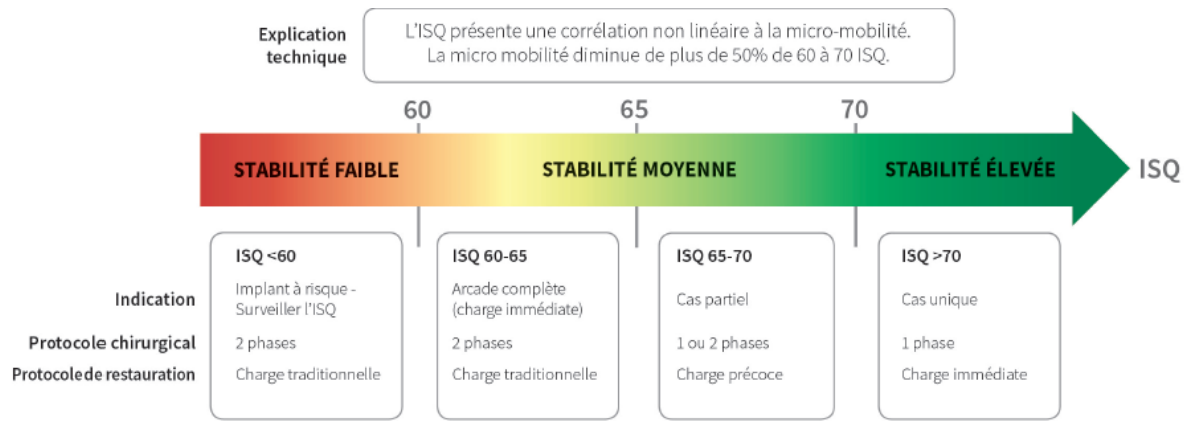 Explication
technique
L'ISQ présente une corrélation non linéaire à la micro-mobilité.
La micro mobilité diminue de plus de 50% de 60 à 70 ISQ.
60
65
70
STABILITÉ FAIBLE
STABILITÉ MOYENNE
STABILITÉ ÉLEVÉE
ISQ
ISQ <60
ISQ 60-65
ISQ 65-70
ISQ >70
Indication
Implant à risque -
Surveiller l'ISQ
Arcade complète
(charge immédiate)
Cas partiel
Cas unique
Protocole chirurgical
2 phases
2 phases
1 ou 2 phases
1 phase
Protocole de restauration
Charge traditionnelle
Charge traditionnelle
Charge précoce
Charge immédiate